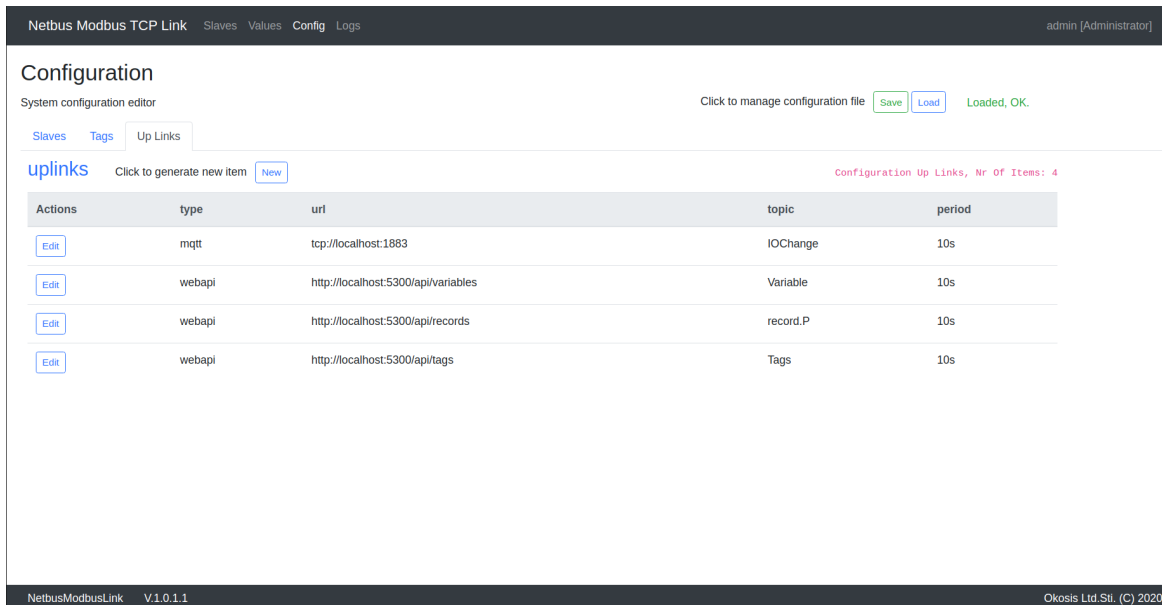 Netbus Modbus TCP Link Slaves Values Config Logs admin [Administrator]
Configuration
System configuration editor Click to manage configuration file Save Load Loaded, OK.
Slaves Tags Up Links
uplinks Click to generate new item New Configuration Up Links, Nr Of Items: 4
Actions type url topic period
Edit mqtt tcp://localhost:1883 IOChange 10s
Edit webapi http://localhost:5300/api/variables Variable 10s
Edit webapi http://localhost:5300/api/records record.P 10s
Edit webapi http://localhost:5300/api/tags Tags 10s
NetbusModbusLink V.1.0.1.1 Okosis Ltd.Sti. (C) 2020